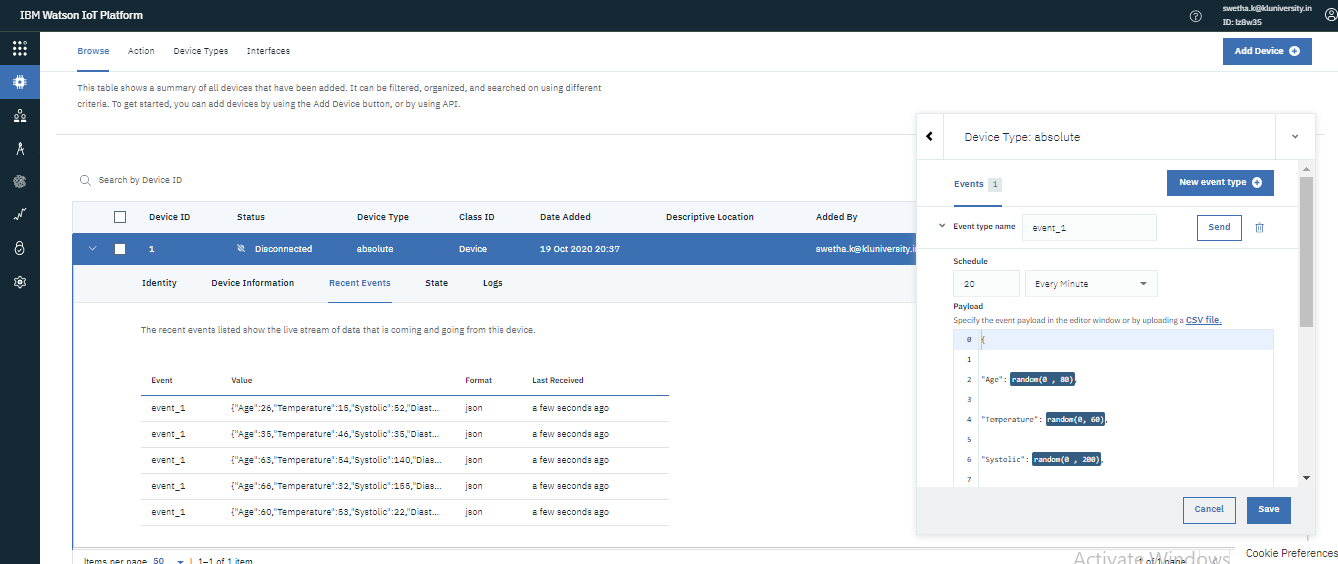 IBM Watson IoT Platform
swetha.k@kluniversity.in
ID: lz8w35
Browse Action Device Types Interfaces
Add Device
This table shows a summary of all devices that have been added. It can be filtered, organized, and searched on using different
criteria. To get started, you can add devices by using the Add Device button, or by using API.
Search by Device ID
Device ID Status Device Type Class ID Date Added Descriptive Location Added By
1 Disconnected absolute Device 19 Oct 2020 20:37 swetha.k@kluniversity.i
Identity Device Information Recent Events State Logs
The recent events listed show the live stream of data that is coming and going from this device.
Event Value Format Last Received
event_1 {"Age":26,"Temperature":15,"Systolic":52,"Diast... json a few seconds ago
event_1 {"Age":35,"Temperature":46,"Systolic":35,"Diast... json a few seconds ago
event_1 {"Age":63,"Temperature":54,"Systolic":140,"Dias... json a few seconds ago
event_1 {"Age":66,"Temperature":32,"Systolic":155,"Dias... json a few seconds ago
event_1 {"Age":60,"Temperature":53,"Systolic":22,"Diast... json a few seconds ago
Items per page 50 | 1–1 of 1 item
Device Type: absolute
Events 1
New event type
Event type name event_1 Send
Schedule
20 Every Minute
Payload
Specify the event payload in the editor window or by uploading a CSV file.
0 {
1
2 "Age": random(0 , 80),
3
4 "Temperature": random(0, 60),
5
6 "Systolic": random(0 , 200),
7
Cancel Save
1 of 1 page
Activate Windows
Cookie Preferences